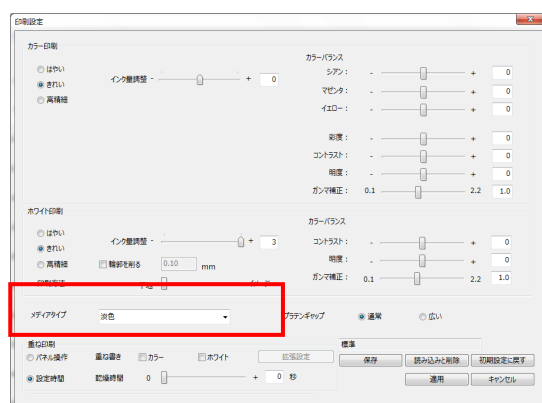 印刷設定
カラー印刷
はやい
きれい
高精細
インク量調整 - + 0
カラーバランス
シアン： - + 0
マゼンタ： - + 0
イエロー： - + 0
彩度： - + 0
コントラスト： - + 0
明度： - + 0
ガンマ補正： 0.1 2.2 1.0
ホワイト印刷
はやい
きれい
高精細
インク量調整 - + 3
輪郭を削る 0.10 mm
カラーバランス
コントラスト： - + 0
明度： - + 0
ガンマ補正： 0.1 2.2 1.0
メディアタイプ 淡色
プラテンギャップ 通常 広い
重ね印刷
パネル操作
重ね書き カラー ホワイト 拡張設定
設定時間
乾燥時間 0 + 0 秒
標準
保存 読み込みと削除 初期設定に戻す
適用 キャンセル